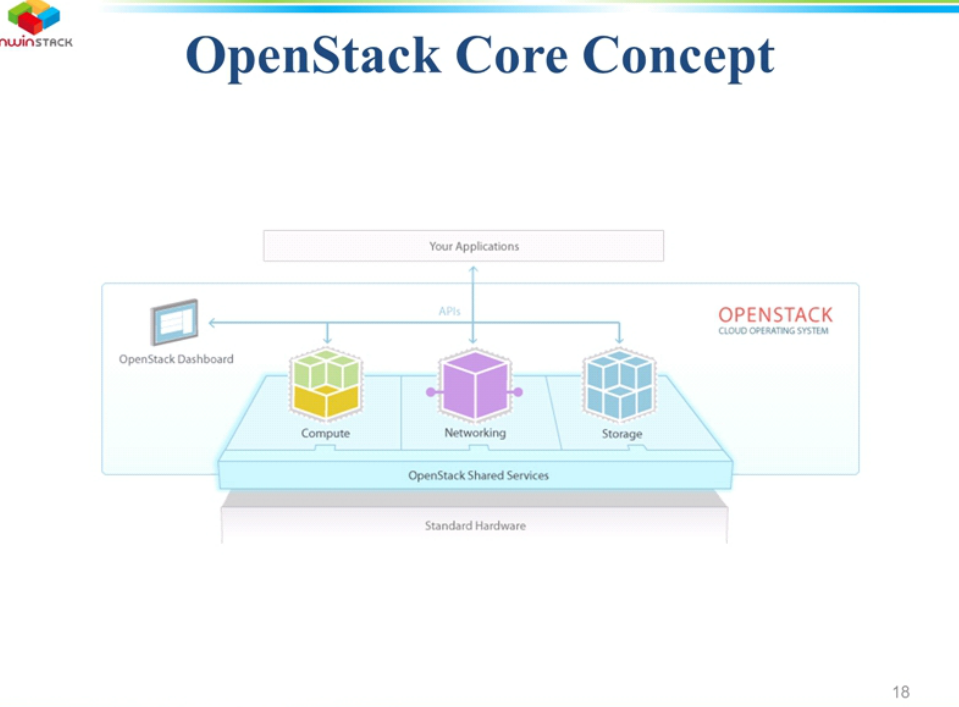 nwinSTACK
OpenStack Core Concept
Your Applications
APIs
OPENSTACK
CLOUD OPERATING SYSTEM
OpenStack Dashboard
Compute
Networking
Storage
OpenStack Shared Services
Standard Hardware
18